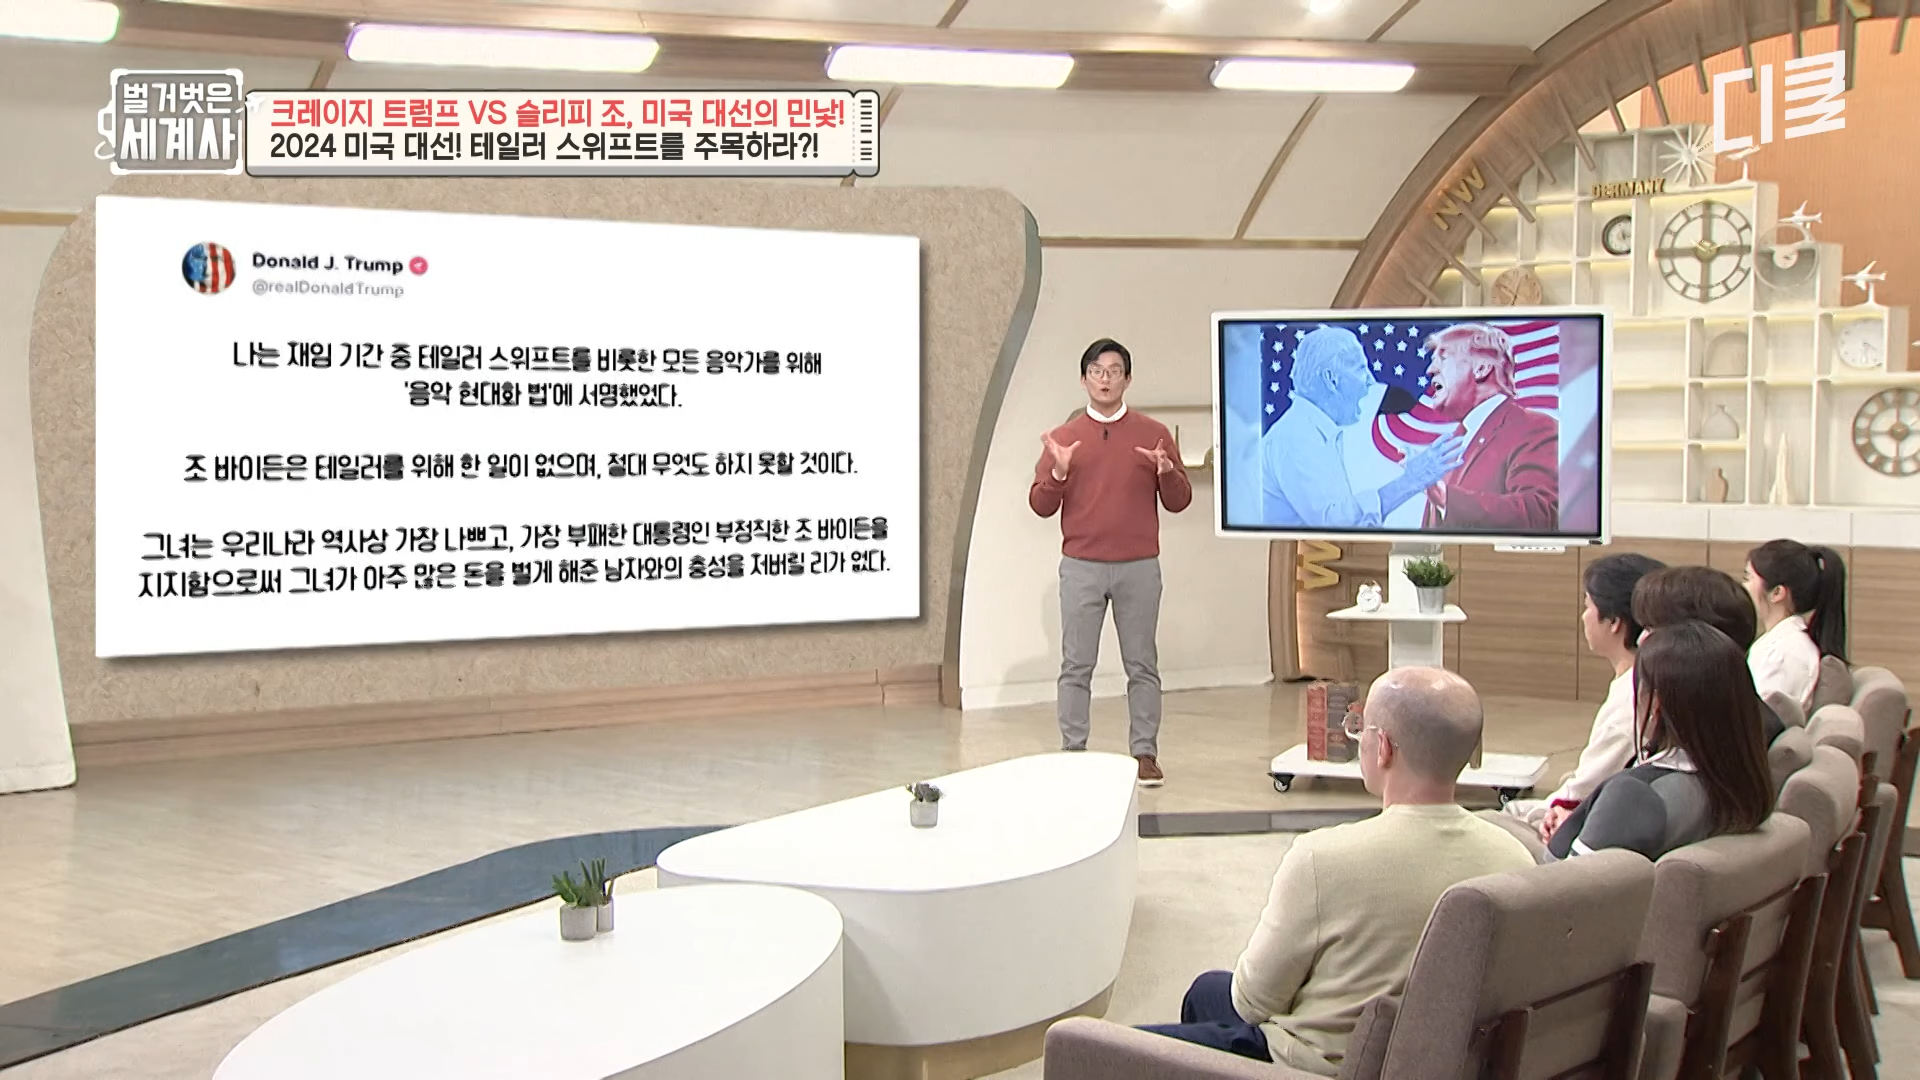 벌거벗은
세계사
크레이지 트럼프 VS 슬리피 조, 미국 대선의 민낯!
2024 미국 대선! 테일러 스위프트를 주목하라?!
디클
NW
GERMANY
Donald J. Trump
@realDonaldTrump
나는 재임 기간 중 테일러 스위프트를 비롯한 모든 음악가를 위해
'음악 현대화 법'에 서명했었다.
조 바이든은 테일러를 위해 한 일이 없으며, 절대 무엇도 하지 못할 것이다.
그녀는 우리나라 역사상 가장 나쁘고, 가장 부패한 대통령인 부정직한 조 바이든을
지지함으로써 그녀가 아주 많은 돈을 벌게 해준 남자와의 충성을 저버릴 리가 없다.
W